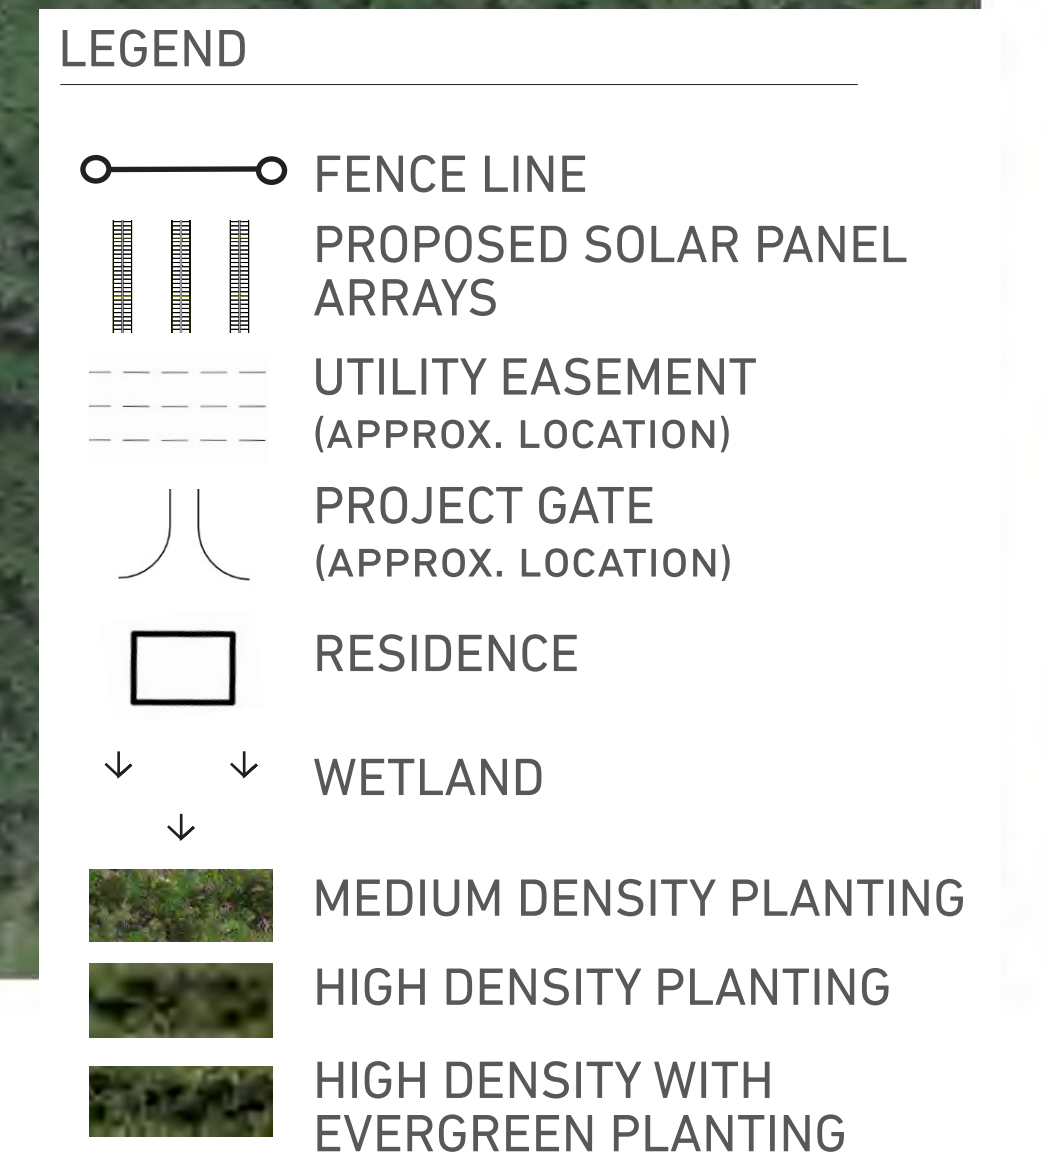 LEGEND
FENCE LINE
PROPOSED SOLAR PANEL
ARRAYS
UTILITY EASEMENT
(APPROX. LOCATION)
PROJECT GATE
(APPROX. LOCATION)
RESIDENCE
WETLAND
MEDIUM DENSITY PLANTING
HIGH DENSITY PLANTING
HIGH DENSITY WITH
EVERGREEN PLANTING